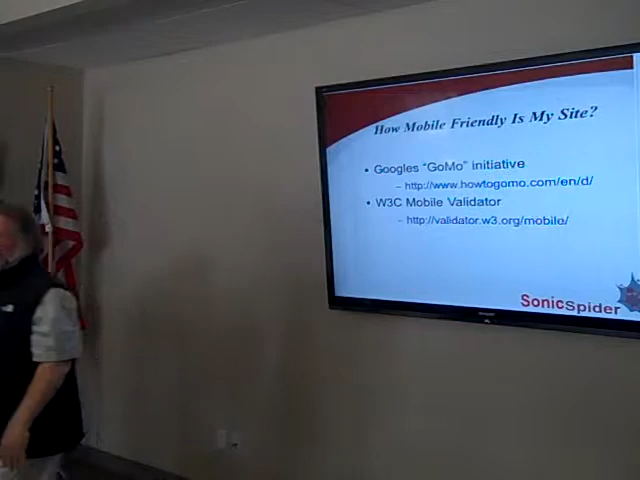 How Mobile Friendly Is My Site?
• Googles "GoMo" initiative
– http://www.howtogomo.com/en/d/
• W3C Mobile Validator
– http://validator.w3.org/mobile/
SonicSpider